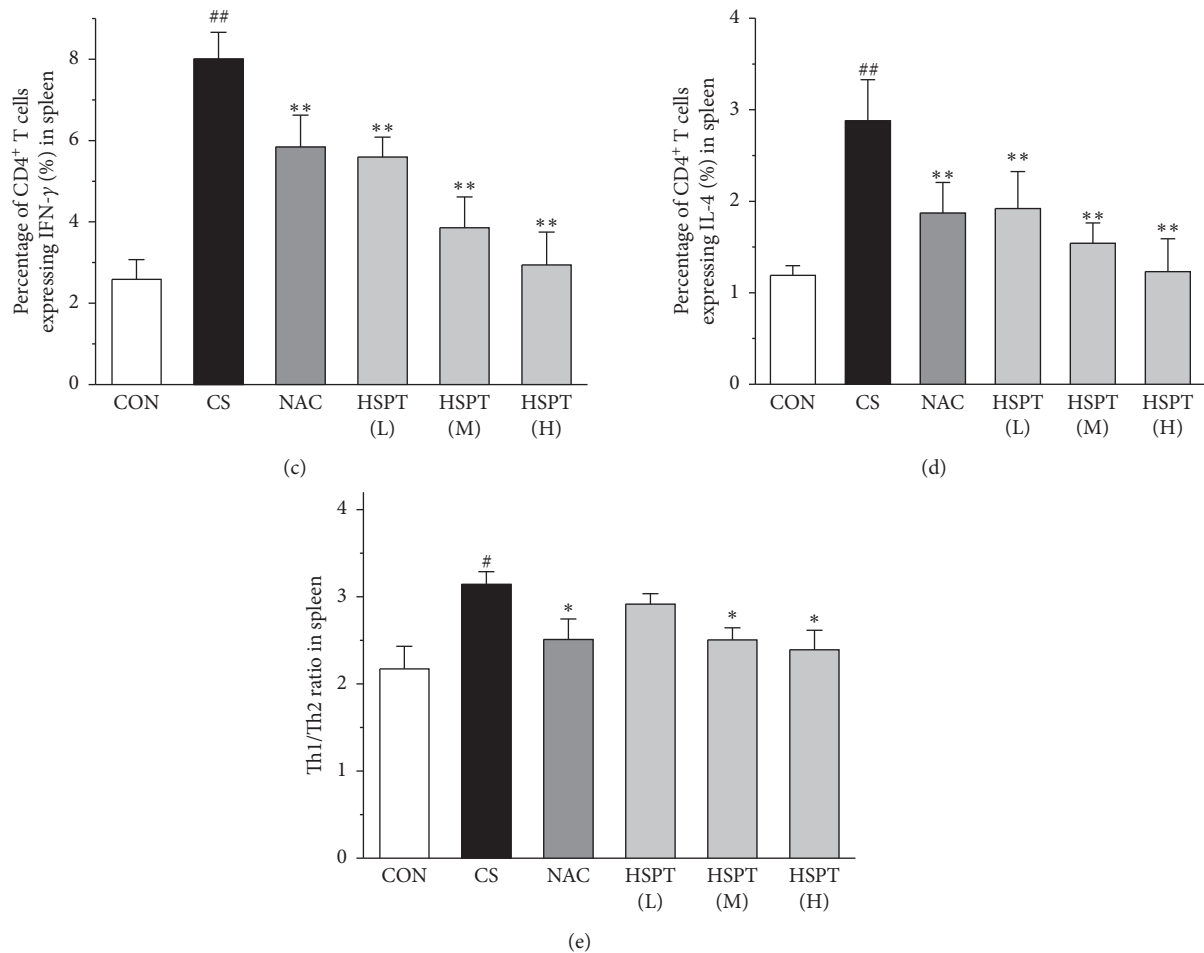 Percentage of CD4⁺ T cells
expressing IFN-γ (%) in spleen
8
6
4
2
0
##
**
**
**
**
CON CS NAC HSPT HSPT HSPT
(L) (M) (H)
(c)
Percentage of CD4⁺ T cells
expressing IL-4 (%) in spleen
4
3
2
1
0
##
**
**
**
**
CON CS NAC HSPT HSPT HSPT
(L) (M) (H)
(d)
Th1/Th2 ratio in spleen
4
3
2
1
0
#
*
*
*
CON CS NAC HSPT HSPT HSPT
(L) (M) (H)
(e)